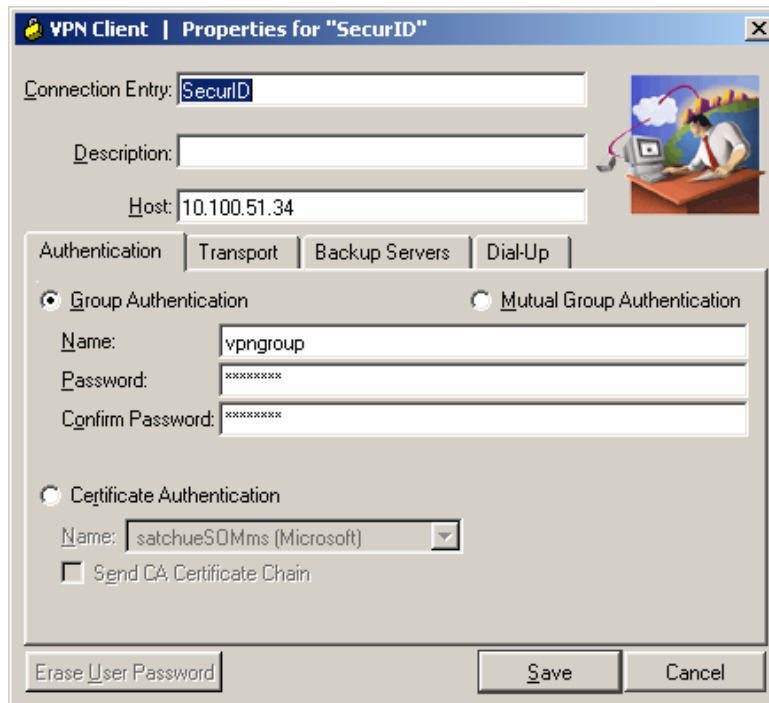 VPN Client | Properties for "SecurID"
Connection Entry: SecurID
Description:
Host: 10.100.51.34
Authentication Transport Backup Servers Dial-Up
Group Authentication Mutual Group Authentication
Name: vpngroup
Password: ********
Confirm Password: ********
Certificate Authentication
Name: satchueSOMms (Microsoft)
Send CA Certificate Chain
Erase User Password Save Cancel